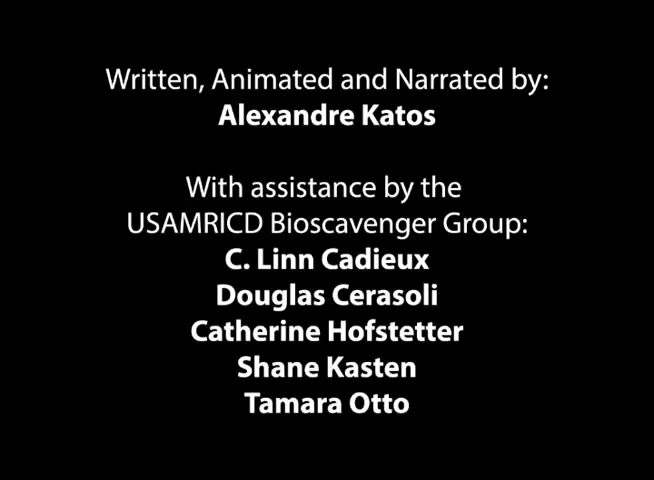 Written, Animated and Narrated by:
Alexandre Katos
With assistance by the
USAMRICD Bioscavenger Group:
C. Linn Cadieux
Douglas Cerasoli
Catherine Hofstetter
Shane Kasten
Tamara Otto